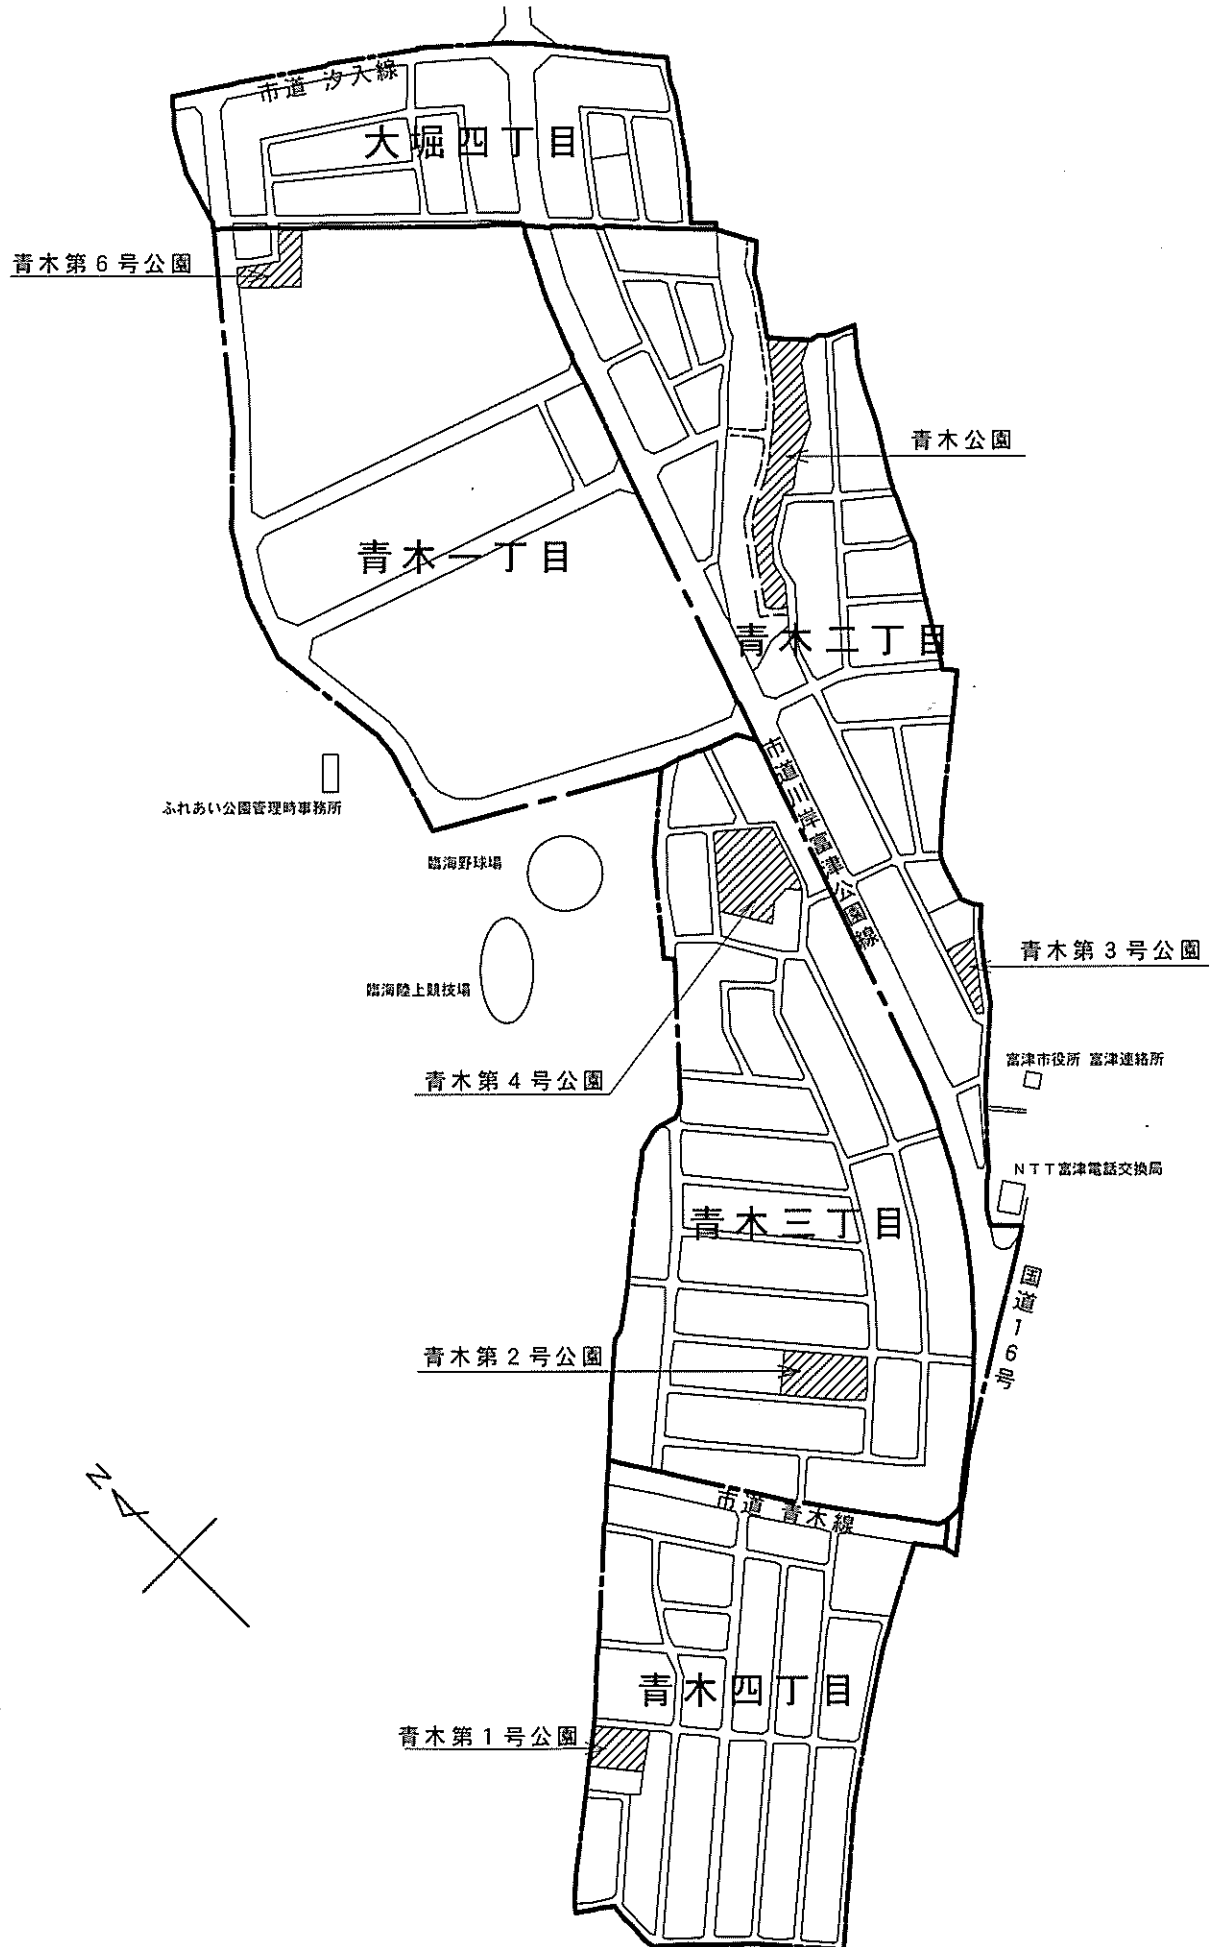 市道 汐入線
大堀四丁目
青木第6号公園
青木公園
青木一丁目
青木二丁目
市道川岸富津公園線
ふれあい公園管理時事務所
臨海野球場
青木第3号公園
臨海陸上競技場
富津市役所 富津連絡所
青木第4号公園
NTT富津電話交換局
青木三丁目
国道16号
青木第2号公園
N
市道 青木線
青木四丁目
青木第1号公園